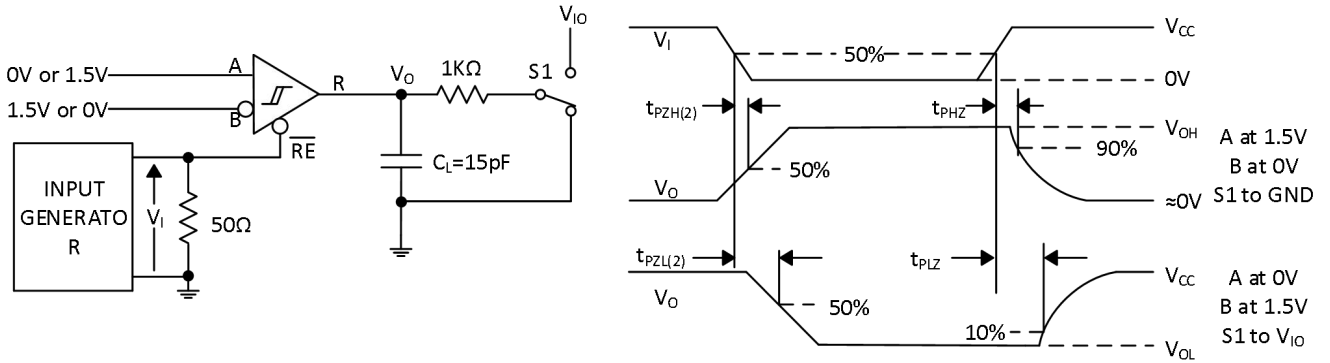 V_IO
0V or 1.5V
A
R
V_O
1KΩ
S1
1.5V or 0V
B
RE
C_L=15pF
INPUT
GENERATO
R
V_I
50Ω
V_I
50%
V_CC
0V
t_PZH(2)
t_PHZ
V_OH
90%
50%
V_O
≈0V
A at 1.5V
B at 0V
S1 to GND
t_PZL(2)
t_PLZ
V_CC
V_O
50%
10%
V_OL
A at 0V
B at 1.5V
S1 to V_IO